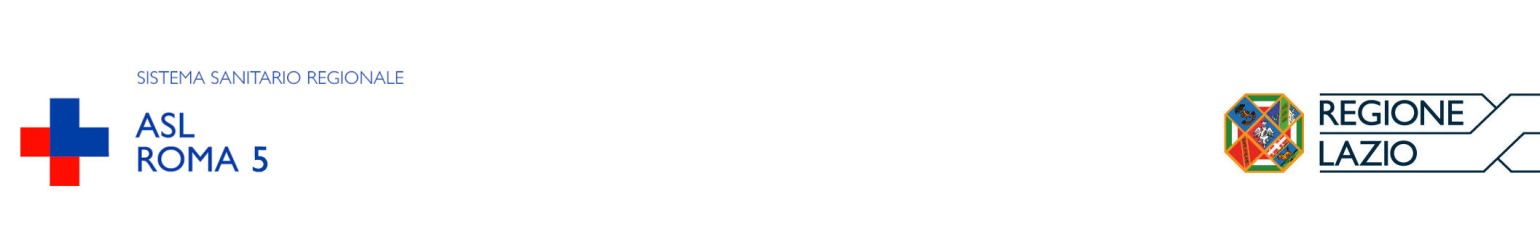 SISTEMA SANITARIO REGIONALE
ASL
ROMA 5
REGIONE
LAZIO